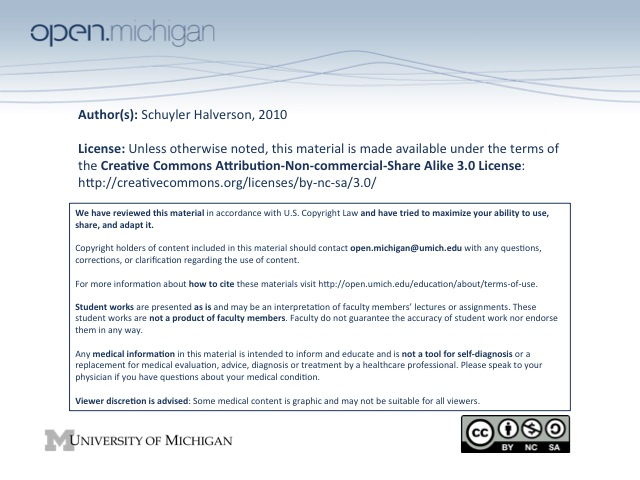 open.michigan
Author(s): Schuyler Halverson, 2010
License: Unless otherwise noted, this material is made available under the terms of
the Creative Commons Attribution-Non-commercial-Share Alike 3.0 License:
http://creativecommons.org/licenses/by-nc-sa/3.0/
We have reviewed this material in accordance with U.S. Copyright Law and have tried to maximize your ability to use,
share, and adapt it.
Copyright holders of content included in this material should contact open.michigan@umich.edu with any questions,
corrections, or clarification regarding the use of content.
For more information about how to cite these materials visit http://open.umich.edu/education/about/terms-of-use.
Student works are presented as is and may be an interpretation of faculty members' lectures or assignments. These
student works are not a product of faculty members. Faculty do not guarantee the accuracy of student work nor endorse
them in any way.
Any medical information in this material is intended to inform and educate and is not a tool for self-diagnosis or a
replacement for medical evaluation, advice, diagnosis or treatment by a healthcare professional. Please speak to your
physician if you have questions about your medical condition.
Viewer discretion is advised: Some medical content is graphic and may not be suitable for all viewers.
M UNIVERSITY OF MICHIGAN
cc BY NC SA